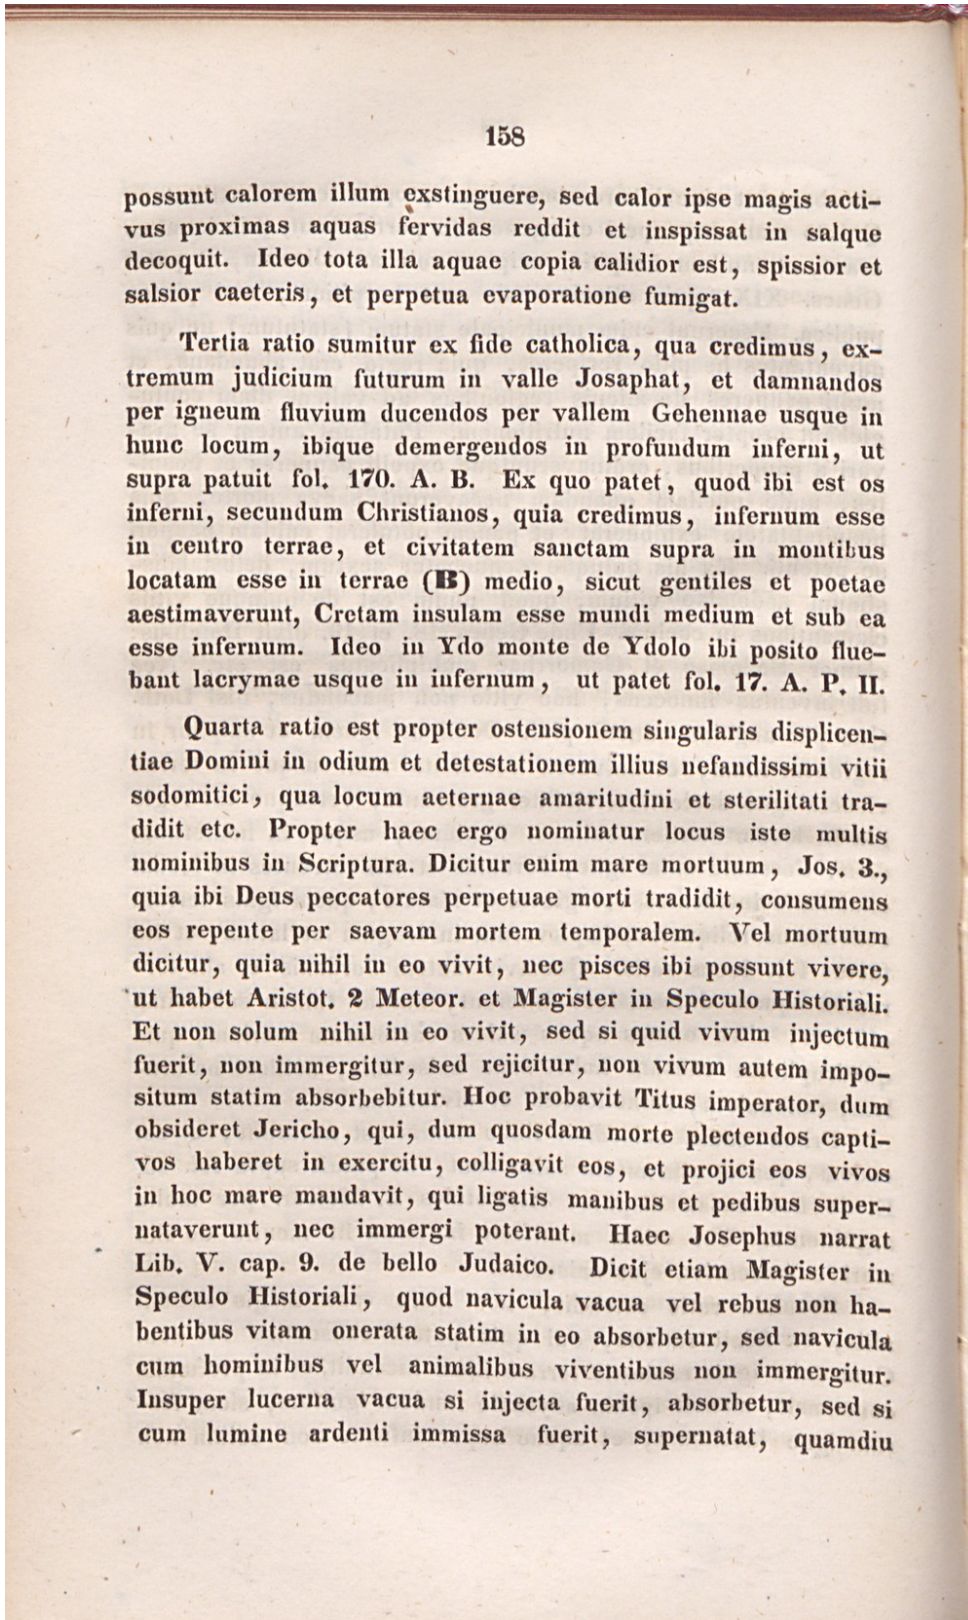 158
possunt calorem illum exstinguere, sed calor ipse magis acti-
vus proximas aquas fervidas reddit et inspissat in salque
decoquit. Ideo tota illa aquae copia calidior est, spissior et
salsior caeteris, et perpetua evaporatione fumigat.
Tertia ratio sumitur ex fide catholica, qua credimus, ex-
tremum judicium futurum in valle Josaphat, et damnandos
per igneum fluvium ducendos per vallem Gehennae usque in
hunc locum, ibique demergendos in profundum inferni, ut
supra patuit fol. 170. A. B. Ex quo patet, quod ibi est os
inferni, secundum Christianos, quia credimus, infernum esse
in centro terrae, et civitatem sanctam supra in montibus
locatam esse in terrae (B) medio, sicut gentiles et poetae
aestimaverunt, Cretam insulam esse mundi medium et sub ea
esse infernum. Ideo in Ydo monte de Ydolo ibi posito flue-
bant lacrymae usque in infernum, ut patet fol. 17. A. P. II.
Quarta ratio est propter ostensionem singularis displicen-
tiae Domini in odium et detestationem illius nefandissimi vitii
sodomitici, qua locum aeternae amaritudini et sterilitati tra-
didit etc. Propter haec ergo nominatur locus iste multis
nominibus in Scriptura. Dicitur enim mare mortuum, Jos. 3.,
quia ibi Deus peccatores perpetuae morti tradidit, consumens
eos repente per saevam mortem temporalem. Vel mortuum
dicitur, quia nihil in eo vivit, nec pisces ibi possunt vivere,
ut habet Aristot. 2 Meteor. et Magister in Speculo Historiali.
Et non solum nihil in eo vivit, sed si quid vivum injectum
fuerit, non immergitur, sed rejicitur, non vivum autem impo-
situm statim absorbebitur. Hoc probavit Titus imperator, dum
obsideret Jericho, qui, dum quosdam morte plectendos capti-
vos haberet in exercitu, colligavit eos, et projici eos vivos
in hoc mare mandavit, qui ligatis manibus et pedibus super-
nataverunt, nec immergi poterant. Haec Josephus narrat
Lib. V. cap. 9. de bello Judaico. Dicit etiam Magister in
Speculo Historiali, quod navicula vacua vel rebus non ha-
bentibus vitam onerata statim in eo absorbetur, sed navicula
cum hominibus vel animalibus viventibus non immergitur.
Insuper lucerna vacua si injecta fuerit, absorbetur, sed si
cum lumine ardenti immissa fuerit, supernatat, quamdiu